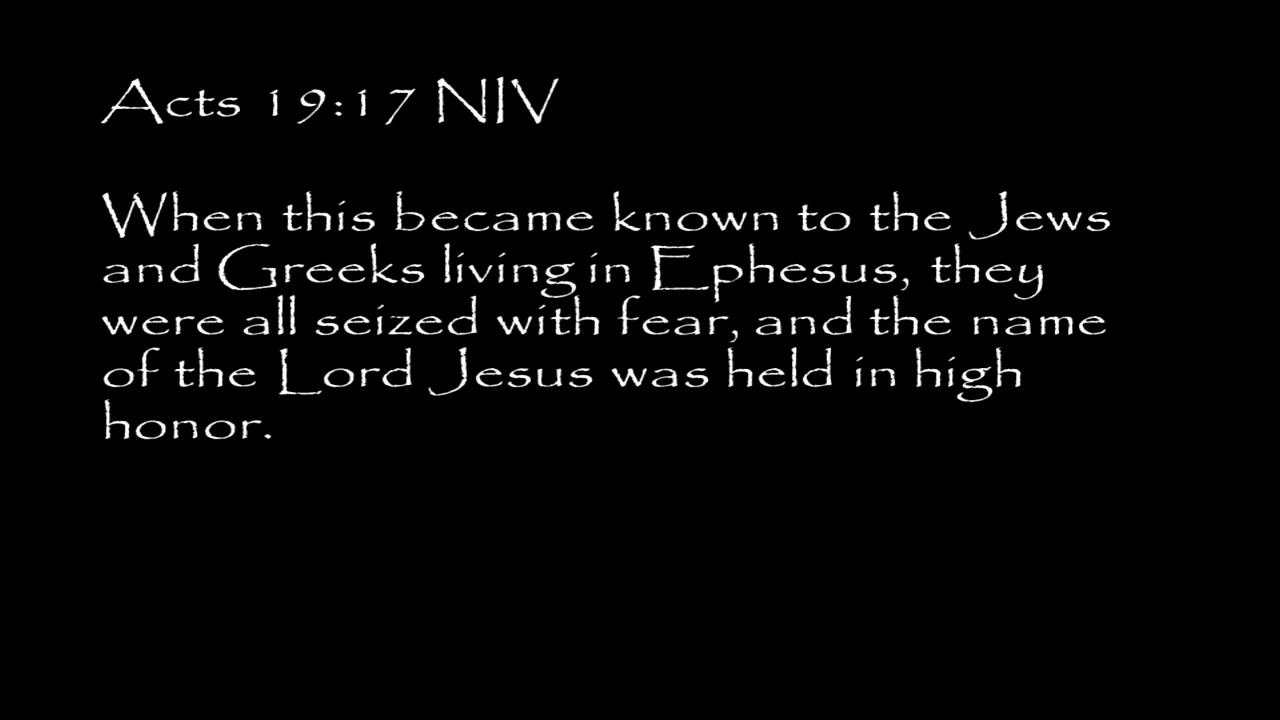 Acts 19:17 NIV
When this became known to the Jews
and Greeks living in Ephesus, they
were all seized with fear, and the name
of the Lord Jesus was held in high
honor.